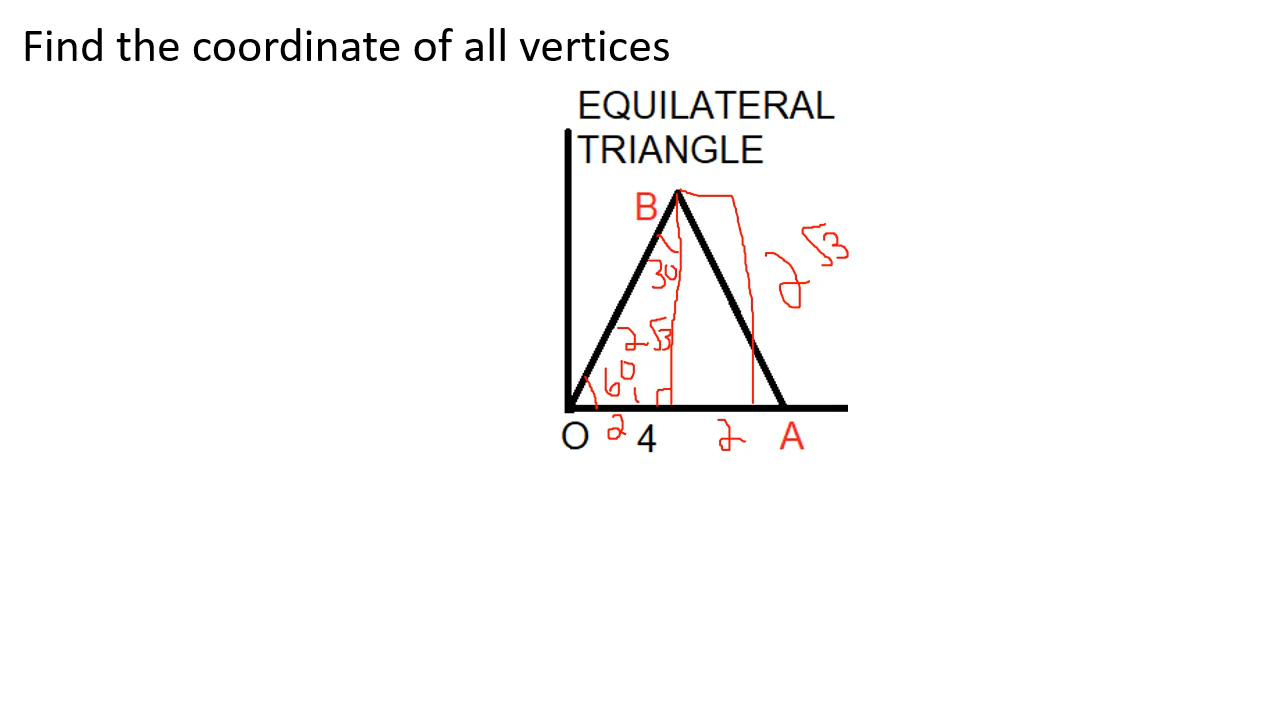 Find the coordinate of all vertices
EQUILATERAL
TRIANGLE
B
30
2√3
2√3
60
O
2
4
2
A